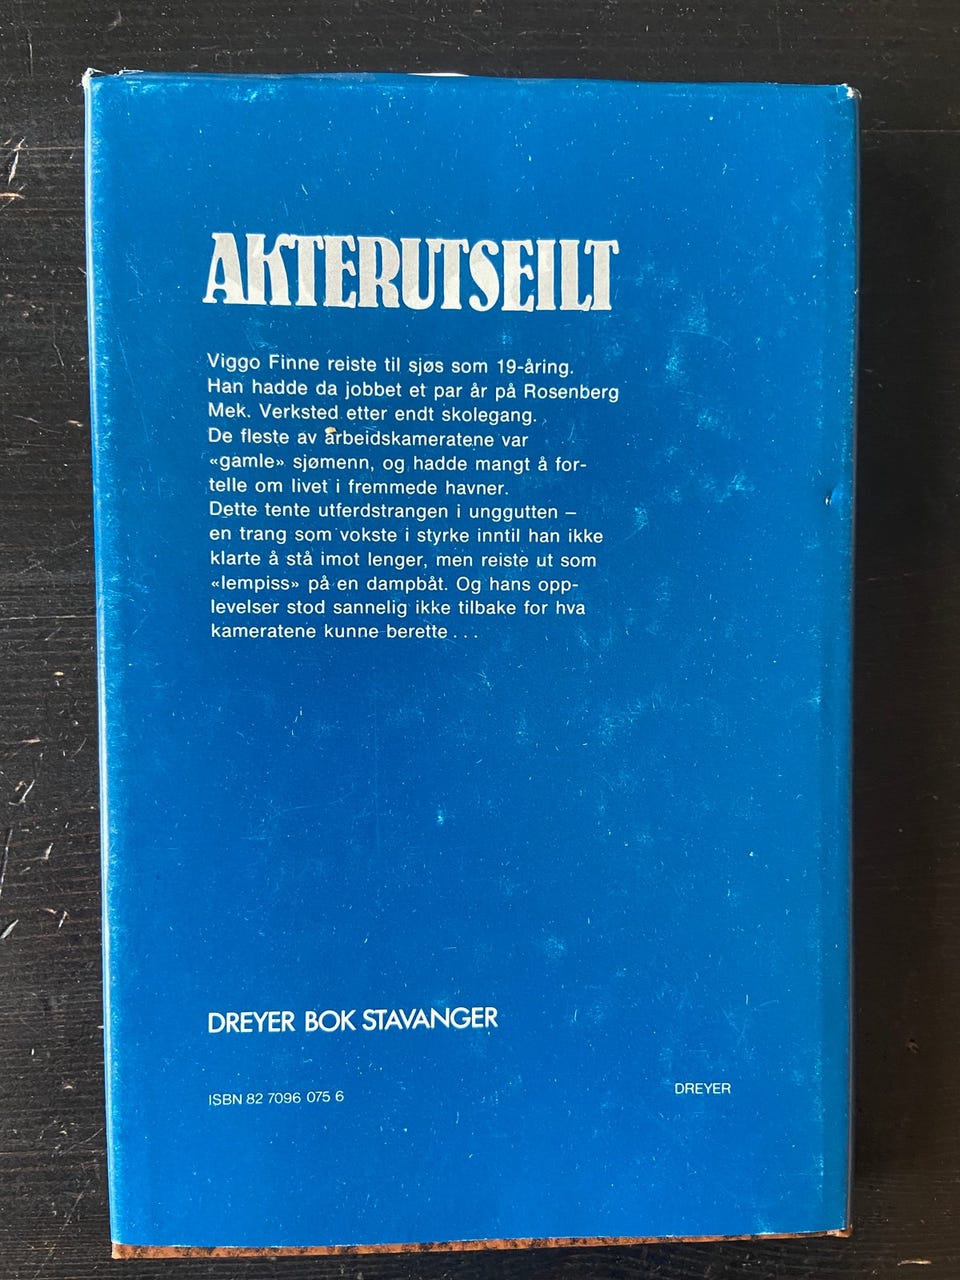 AKTERUTSEILT
Viggo Finne reiste til sjøs som 19-åring.
Han hadde da jobbet et par år på Rosenberg
Mek. Verksted etter endt skolegang.
De fleste av arbeidskameratene var
«gamle» sjømenn, og hadde mangt å for-
telle om livet i fremmede havner.
Dette tente utferdstrangen i unggutten –
en trang som vokste i styrke inntil han ikke
klarte å stå imot lenger, men reiste ut som
«lempiss» på en dampbåt. Og hans opp-
levelser stod sannelig ikke tilbake for hva
kameratene kunne berette . . .
DREYER BOK STAVANGER
ISBN 82 7096 075 6
DREYER